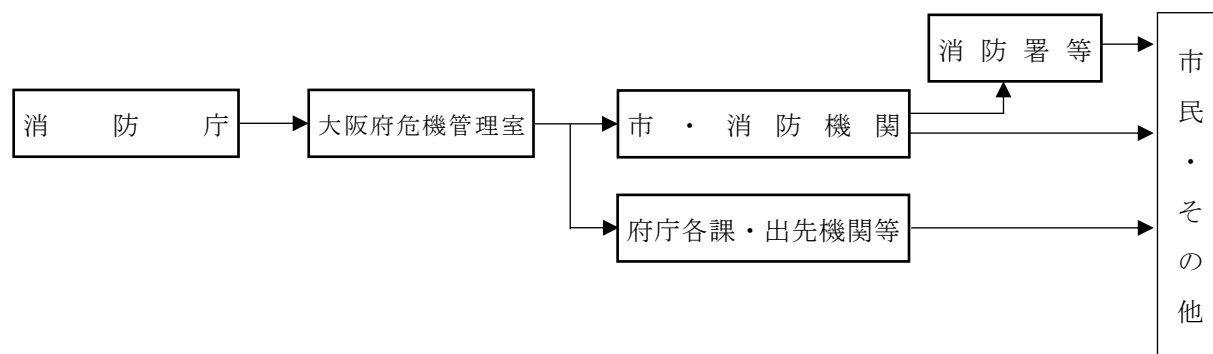 消防庁
大阪府危機管理室
市・消防機関
消防署等
府庁各課・出先機関等
市民・その他